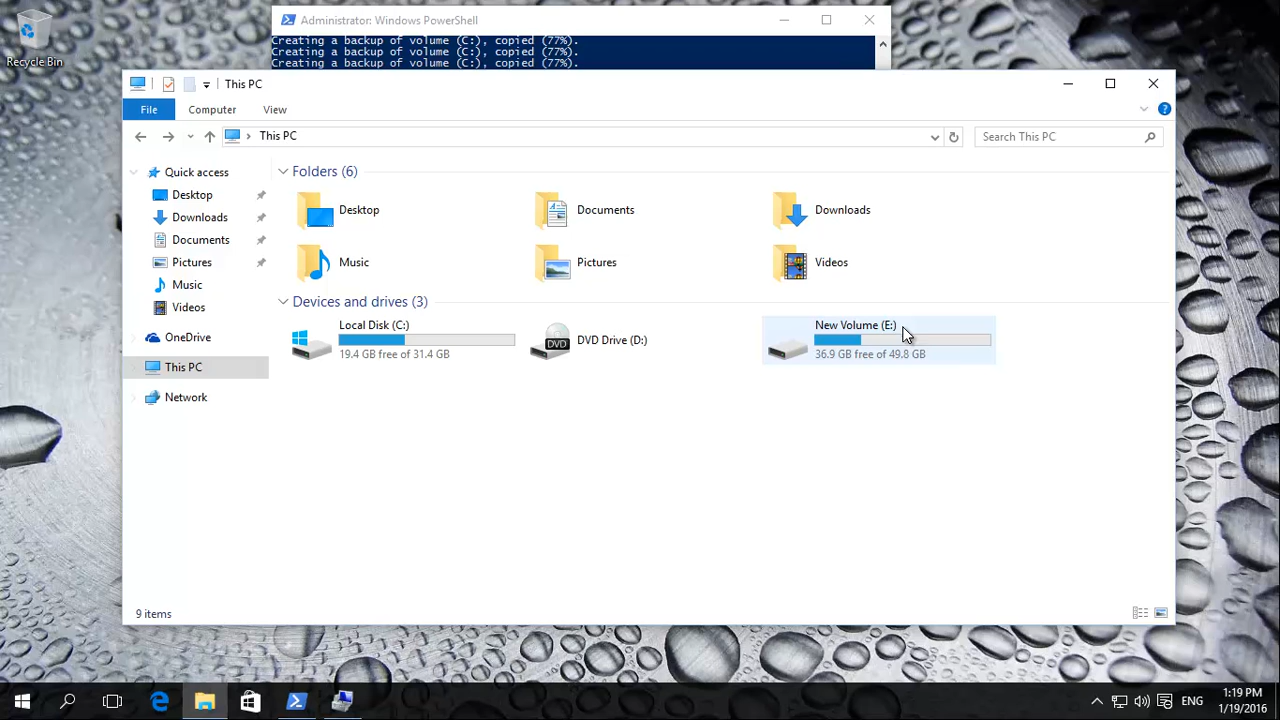 Recycle Bin
Administrator: Windows PowerShell
Creating a backup of volume (C:), copied (77%).
Creating a backup of volume (C:), copied (77%).
Creating a backup of volume (C:), copied (77%).
This PC
File
Computer
View
This PC
Search This PC
Quick access
Desktop
Downloads
Documents
Pictures
Music
Videos
OneDrive
This PC
Network
Folders (6)
Desktop
Documents
Downloads
Music
Pictures
Videos
Devices and drives (3)
Local Disk (C:)
19.4 GB free of 31.4 GB
DVD
DVD Drive (D:)
New Volume (E:)
36.9 GB free of 49.8 GB
9 items
ENG
1:19 PM
1/19/2016